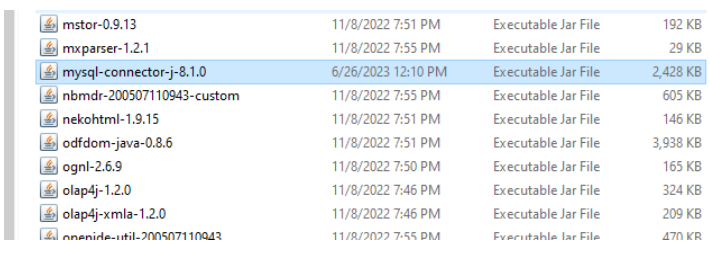 mstor-0.9.13 11/8/2022 7:51 PM Executable Jar File 192 KB
mxparser-1.2.1 11/8/2022 7:55 PM Executable Jar File 29 KB
mysql-connector-j-8.1.0 6/26/2023 12:10 PM Executable Jar File 2,428 KB
nbmdr-200507110943-custom 11/8/2022 7:55 PM Executable Jar File 605 KB
nekohtml-1.9.15 11/8/2022 7:51 PM Executable Jar File 146 KB
odfdom-java-0.8.6 11/8/2022 7:51 PM Executable Jar File 3,938 KB
ognl-2.6.9 11/8/2022 7:50 PM Executable Jar File 165 KB
olap4j-1.2.0 11/8/2022 7:46 PM Executable Jar File 324 KB
olap4j-xmla-1.2.0 11/8/2022 7:46 PM Executable Jar File 209 KB
openide-util-200507110943 11/8/2022 7:55 PM Executable Jar File 470 KB